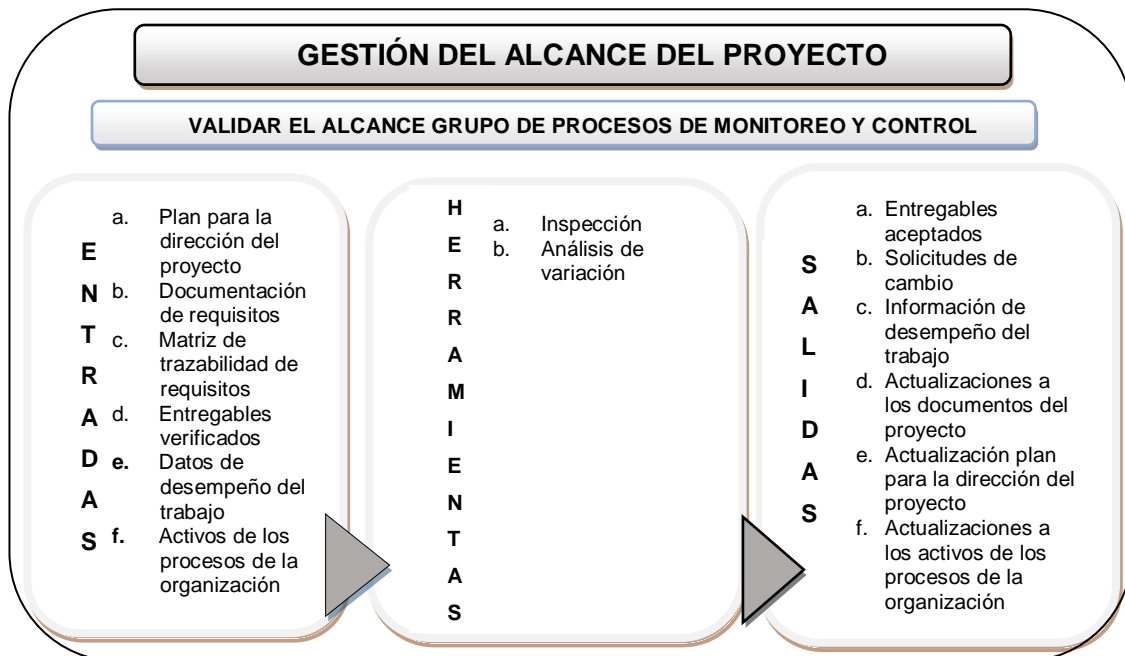 GESTIÓN DEL ALCANCE DEL PROYECTO
VALIDAR EL ALCANCE GRUPO DE PROCESOS DE MONITOREO Y CONTROL
ENTRADAS
a. Plan para la
dirección del
proyecto
b. Documentación
de requisitos
c. Matriz de
trazabilidad de
requisitos
d. Entregables
verificados
e. Datos de
desempeño del
trabajo
f. Activos de los
procesos de la
organización
HERRAMIENTAS
a. Inspección
b. Análisis de
variación
SALIDAS
a. Entregables
aceptados
b. Solicitudes de
cambio
c. Información de
desempeño del
trabajo
d. Actualizaciones a
los documentos del
proyecto
e. Actualización plan
para la dirección del
proyecto
f. Actualizaciones a
los activos de los
procesos de la
organización